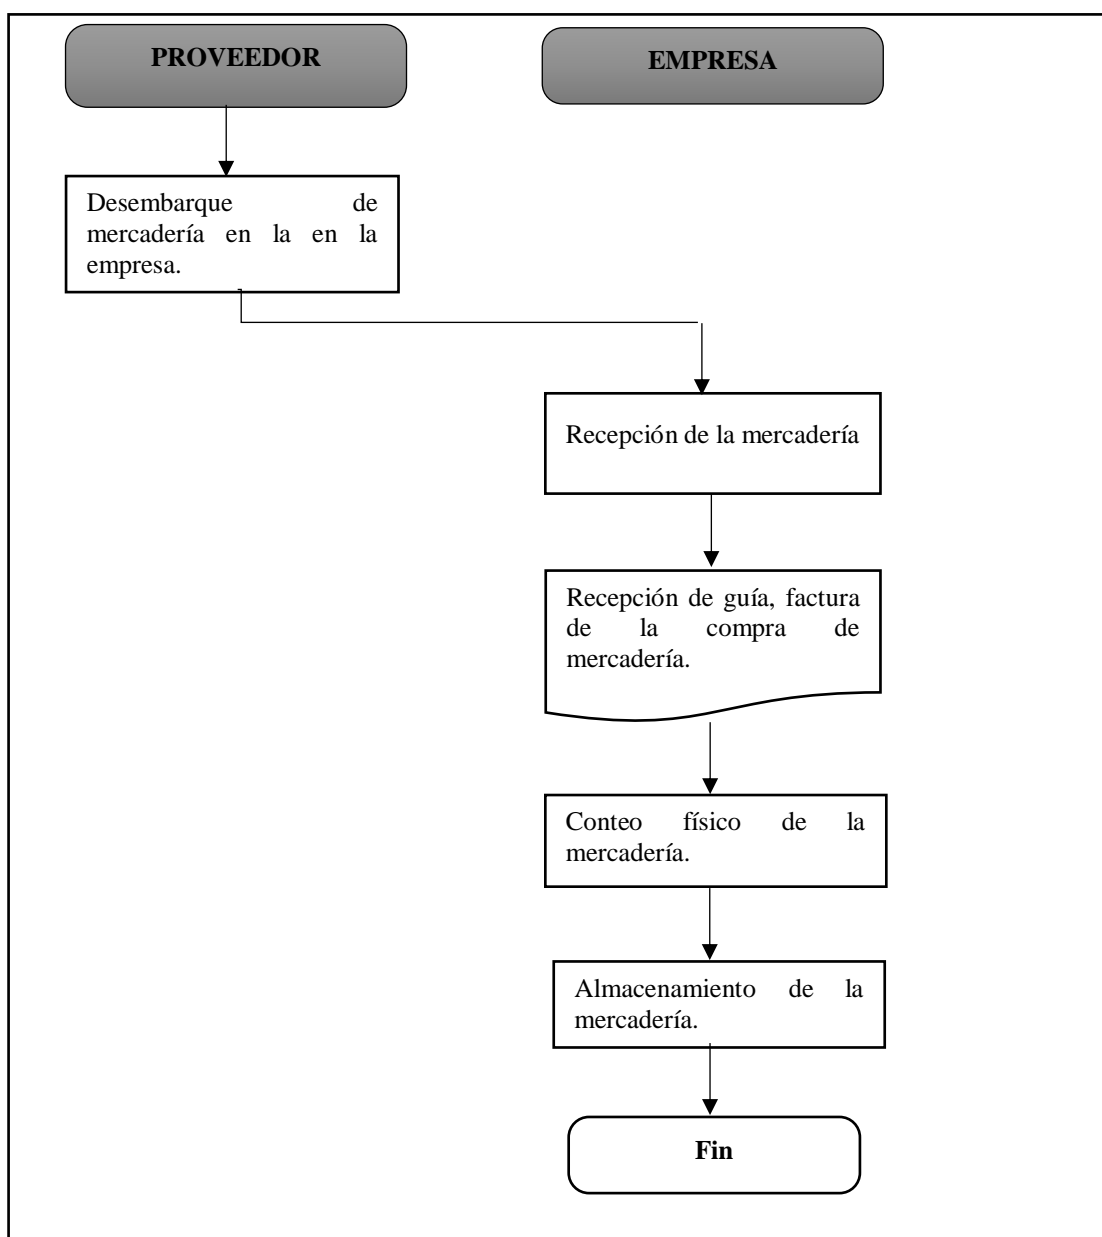 PROVEEDOR
EMPRESA
Desembarque de
mercadería en la en la
empresa.
Recepción de la mercadería
Recepción de guía, factura
de la compra de
mercadería.
Conteo físico de la
mercadería.
Almacenamiento de la
mercadería.
Fin